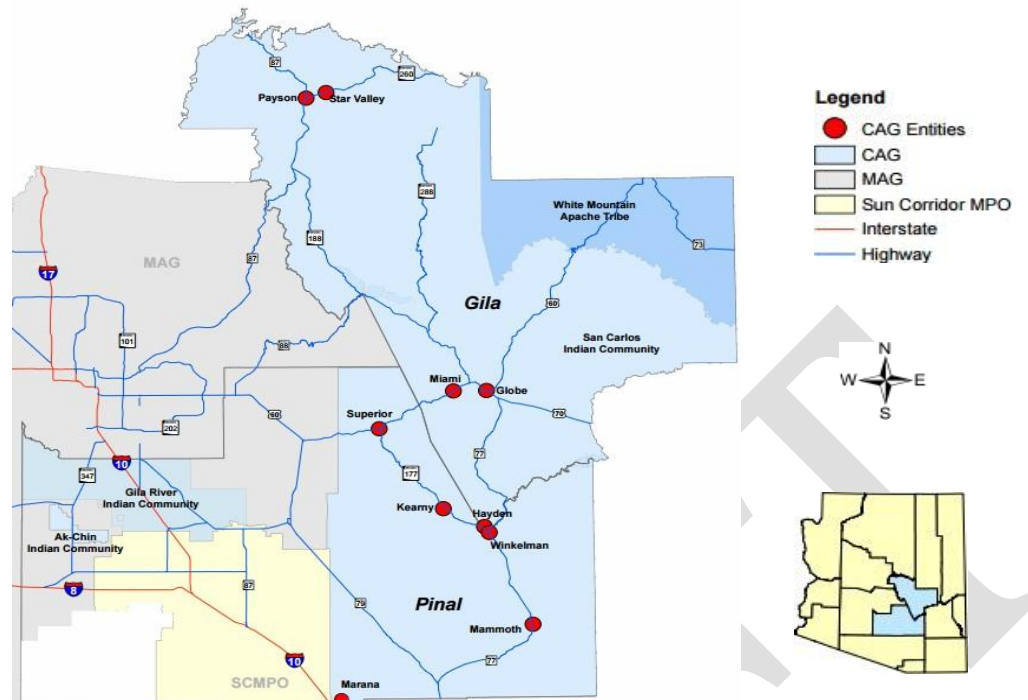 87
260
Payson
Star Valley
288
White Mountain
Apache Tribe
188
73
MAG
87
17
Gila
60
101
88
San Carlos
Indian Community
Miami
Globe
Superior
60
70
202
77
10
347
177
Gila River
Indian Community
Kearny
Hayden
Winkelman
Ak-Chin
Indian Community
8
87
79
Pinal
Mammoth
77
10
SCMPO
Marana
Legend
CAG Entities
CAG
MAG
Sun Corridor MPO
Interstate
Highway
N
W
E
S